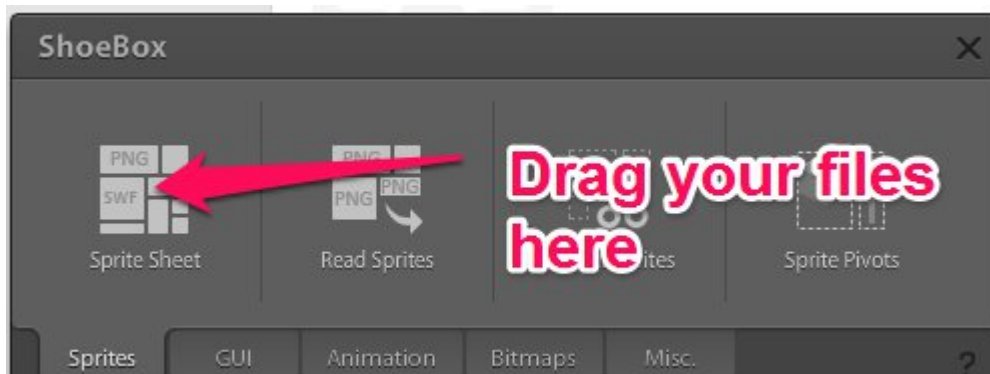 ShoeBox
PNG
SWF
Sprite Sheet
PNG
PNG
PNG
Read Sprites
Drag your files
here
Sprite Pivots
Sprites
GUI
Animation
Bitmaps
Misc.
?